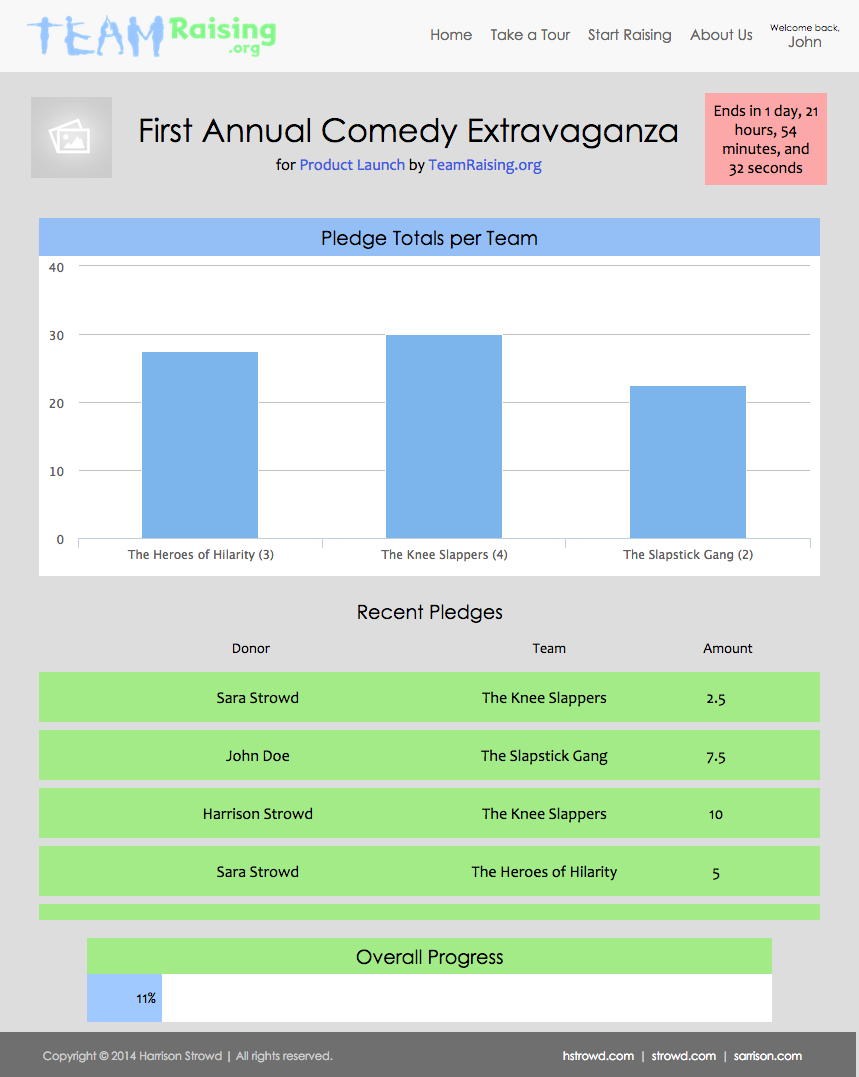 TEAM Raising .org
Home Take a Tour Start Raising About Us Welcome back, John
First Annual Comedy Extravaganza
for Product Launch by TeamRaising.org
Ends in 1 day, 21
hours, 54
minutes, and
32 seconds
Pledge Totals per Team
40
30
20
10
0
The Heroes of Hilarity (3) The Knee Slappers (4) The Slapstick Gang (2)
Recent Pledges
Donor Team Amount
Sara Strowd The Knee Slappers 2.5
John Doe The Slapstick Gang 7.5
Harrison Strowd The Knee Slappers 10
Sara Strowd The Heroes of Hilarity 5
Overall Progress
11%
Copyright © 2014 Harrison Strowd | All rights reserved. hstrowd.com | strowd.com | sarrison.com